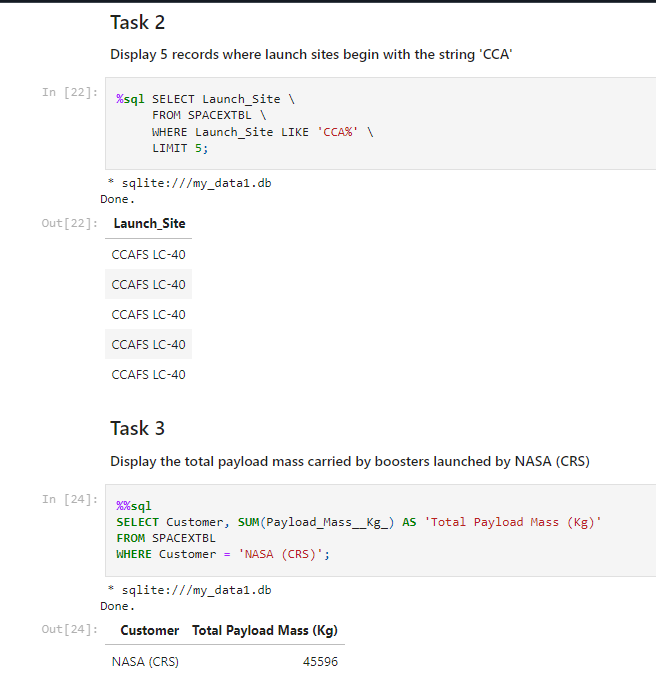 Task 2
Display 5 records where launch sites begin with the string 'CCA'
In [22]:
%sql SELECT Launch_Site \
FROM SPACEXTBL \
WHERE Launch_Site LIKE 'CCA%' \
LIMIT 5;
* sqlite:///my_data1.db
Done.
Out[22]:
Launch_Site
CCAFS LC-40
CCAFS LC-40
CCAFS LC-40
CCAFS LC-40
CCAFS LC-40
Task 3
Display the total payload mass carried by boosters launched by NASA (CRS)
In [24]:
%%sql
SELECT Customer, SUM(Payload_Mass__Kg_) AS 'Total Payload Mass (Kg)'
FROM SPACEXTBL
WHERE Customer = 'NASA (CRS)';
* sqlite:///my_data1.db
Done.
Out[24]:
Customer Total Payload Mass (Kg)
NASA (CRS) 45596